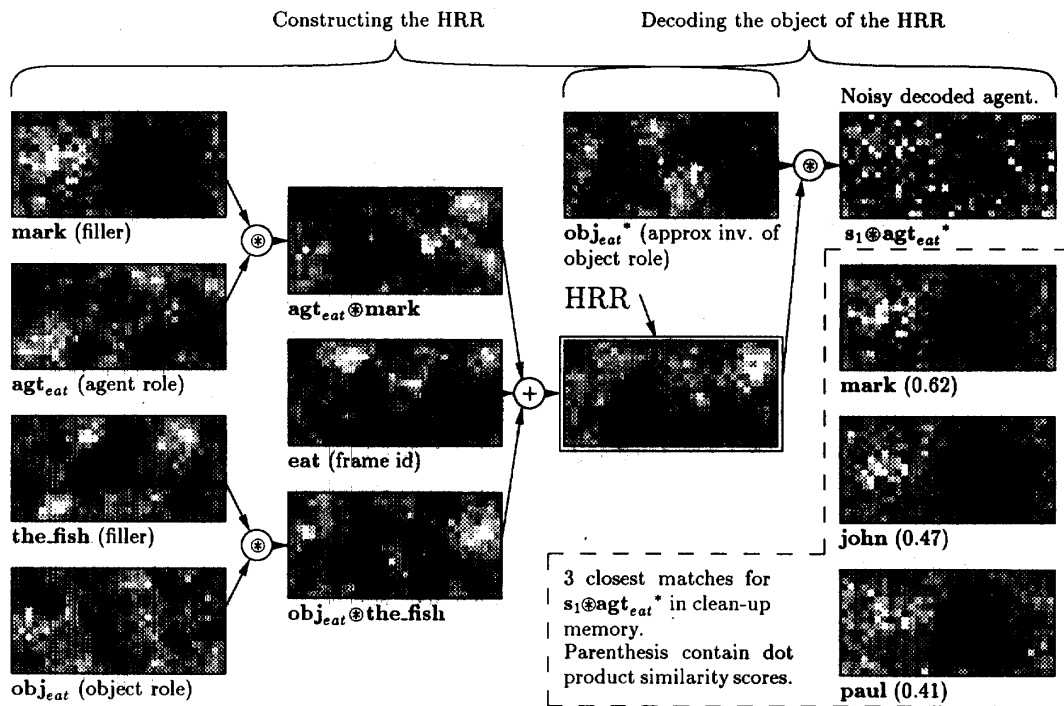 Constructing the HRR
Decoding the object of the HRR
mark (filler)
⊛
agt_eat (agent role)
the_fish (filler)
⊛
obj_eat (object role)
agt_eat⊛mark
eat (frame id)
obj_eat⊛the_fish
+
obj_eat* (approx inv. of
object role)
HRR
⊛
Noisy decoded agent.
s₁⊛agt_eat*
mark (0.62)
john (0.47)
paul (0.41)
3 closest matches for
s₁⊛agt_eat* in clean-up
memory.
Parenthesis contain dot
product similarity scores.